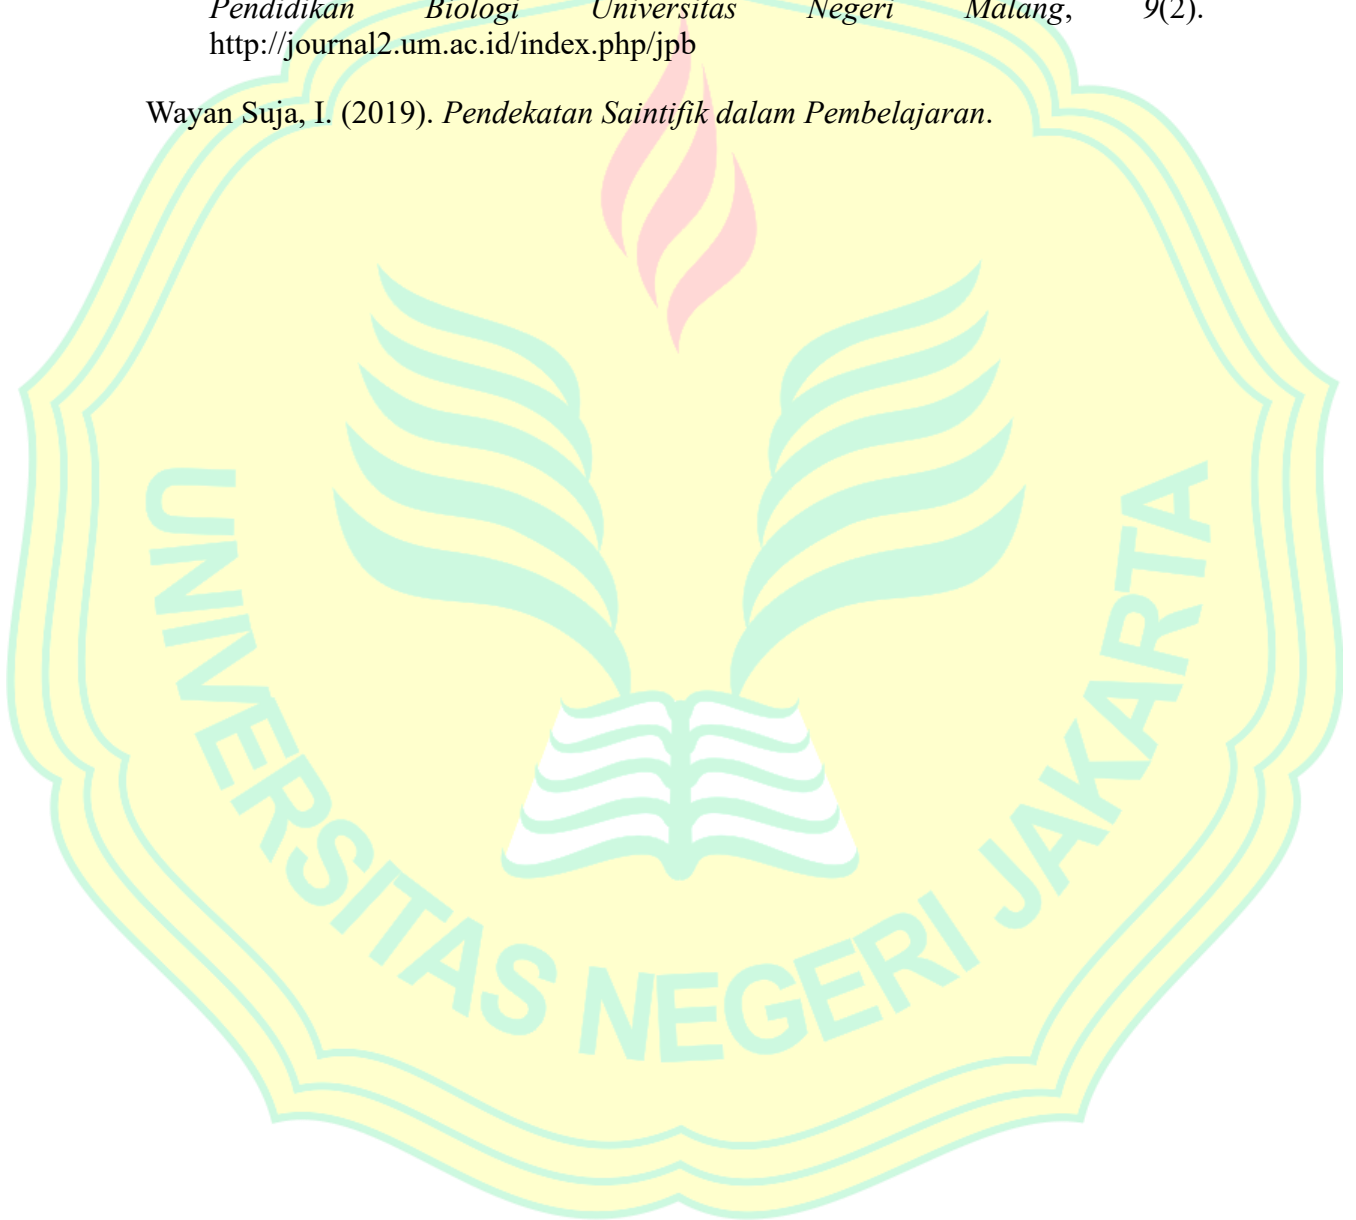 Pendidikan Biologi Universitas Negeri Malang, 9(2).
http://journal2.um.ac.id/index.php/jpb
Wayan Suja, I. (2019). Pendekatan Saintifik dalam Pembelajaran.
UNIVERSITAS NEGERI JAKARTA